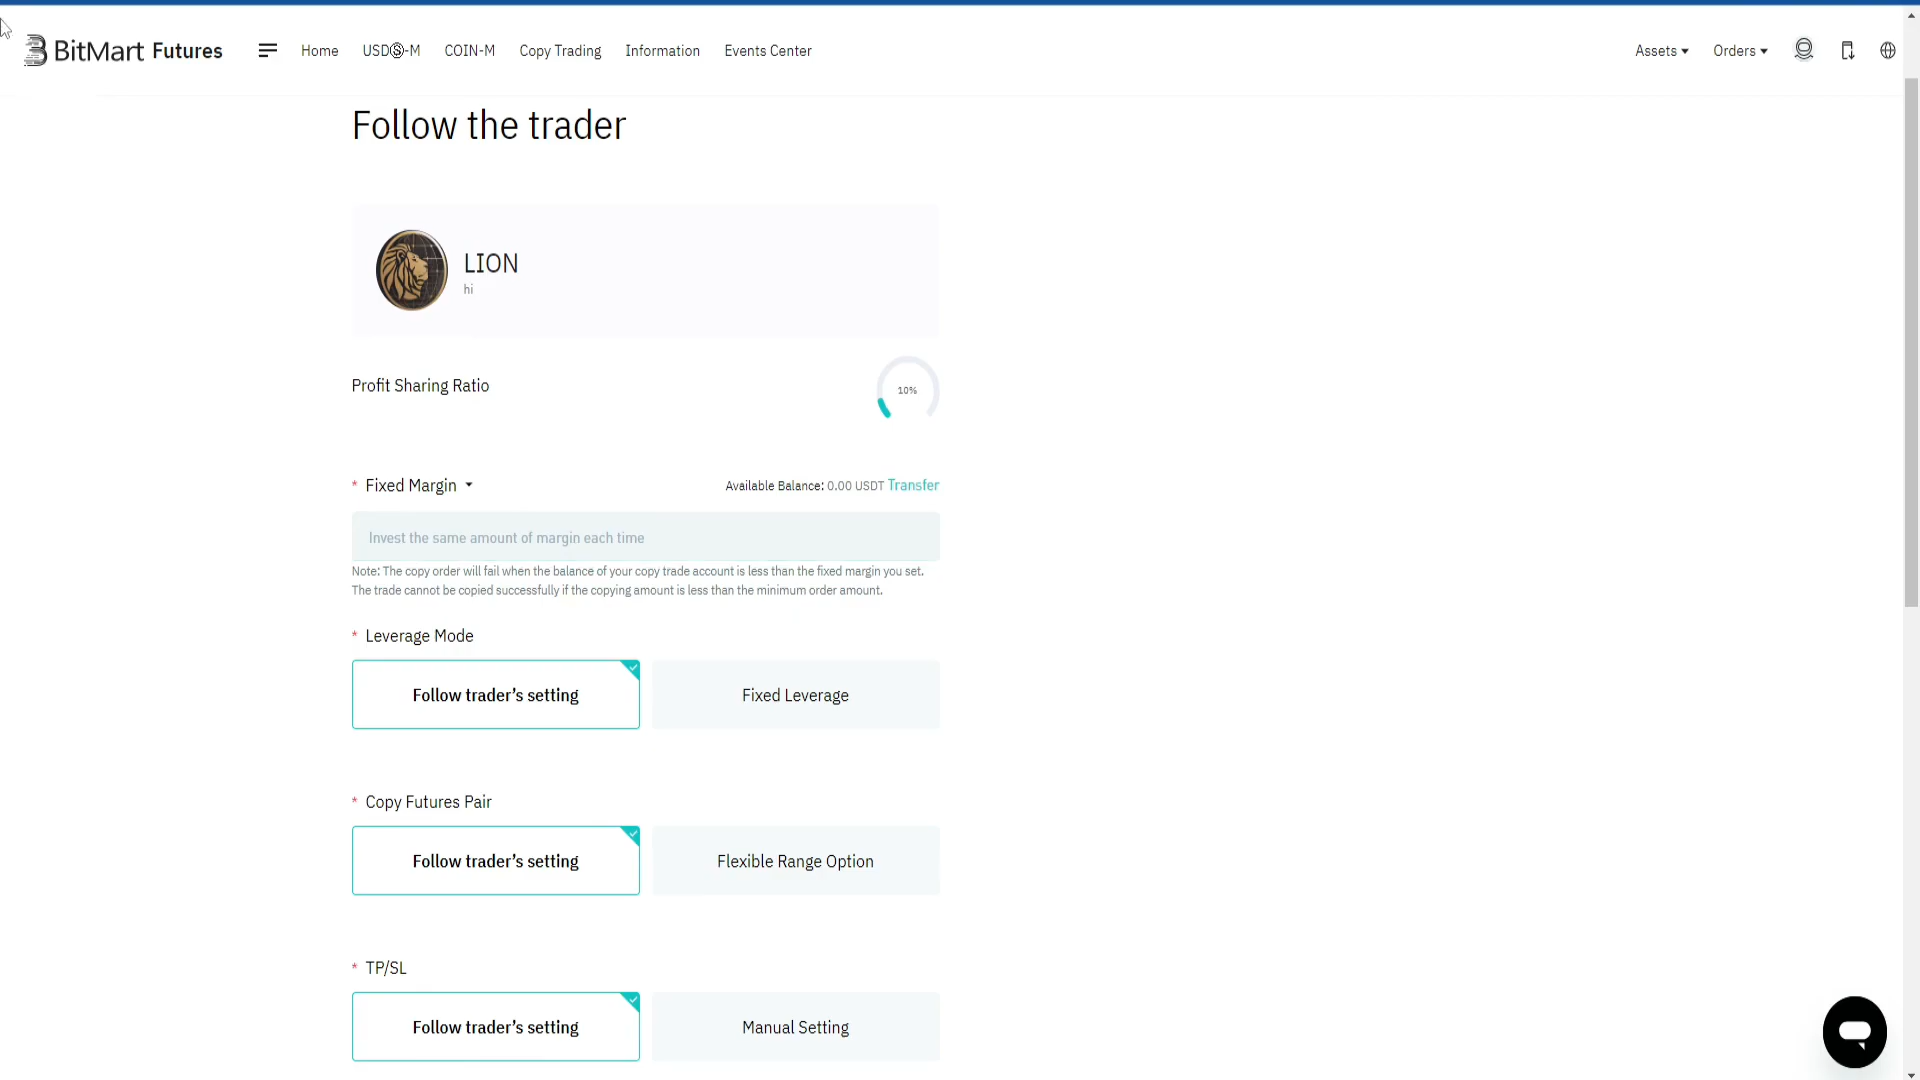 BitMart Futures Home USDⓈ-M COIN-M Copy Trading Information Events Center Assets Orders
Follow the trader
LION
hi
Profit Sharing Ratio
10%
* Fixed Margin Available Balance: 0.00 USDT Transfer
Invest the same amount of margin each time
Note: The copy order will fail when the balance of your copy trade account is less than the fixed margin you set.
The trade cannot be copied successfully if the copying amount is less than the minimum order amount.
* Leverage Mode
Follow trader’s setting Fixed Leverage
* Copy Futures Pair
Follow trader’s setting Flexible Range Option
* TP/SL
Follow trader’s setting Manual Setting